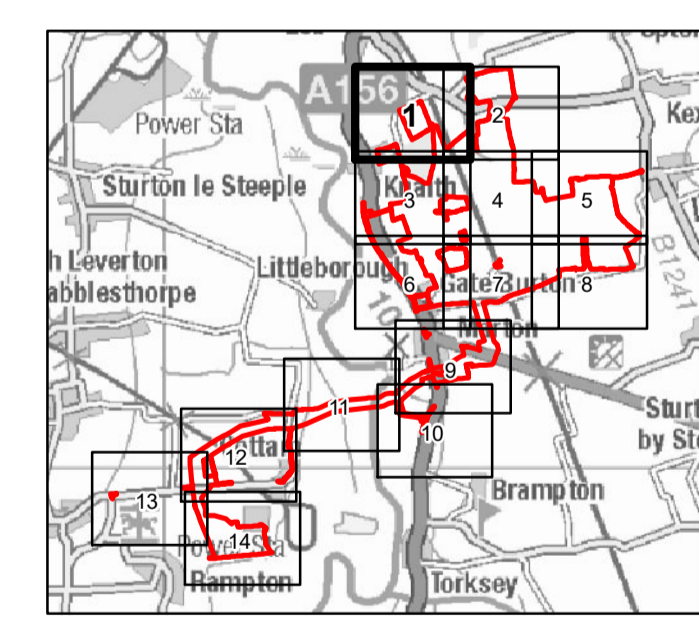 A156
1
2
Power Sta
Kex
Sturton le Steeple
Knaith
3
4
5
B1241
h Leverton
abblesthorpe
Littleborough
6
Gate Burton
7
8
Marton
9
11
10
Sturt
by St
Cottam
12
13
Brampton
14
Power Sta
Rampton
Torksey